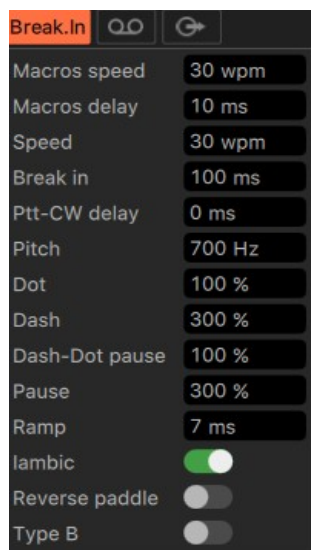 Break.In
Macros speed 30 wpm
Macros delay 10 ms
Speed 30 wpm
Break in 100 ms
Ptt-CW delay 0 ms
Pitch 700 Hz
Dot 100 %
Dash 300 %
Dash-Dot pause 100 %
Pause 300 %
Ramp 7 ms
Iambic
Reverse paddle
Type B